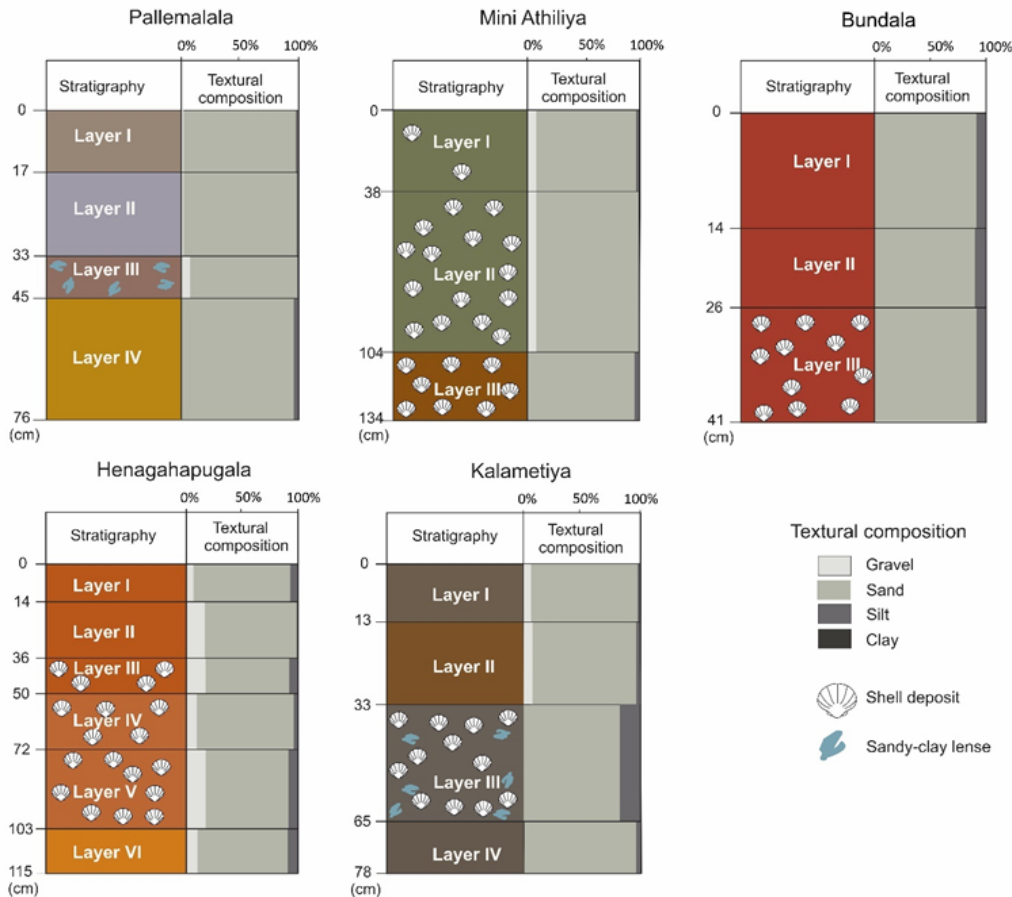 Pallemalala
0% 50% 100%
Stratigraphy
Textural
composition
0
Layer I
17
Layer II
33
Layer III
45
Layer IV
76
(cm)
Mini Athiliya
0% 50% 100%
Stratigraphy
Textural
composition
0
Layer I
38
Layer II
104
Layer III
134
(cm)
Bundala
0% 50% 100%
Stratigraphy
Textural
composition
0
Layer I
14
Layer II
26
Layer III
41
(cm)
Henagahapugala
0% 50% 100%
Stratigraphy
Textural
composition
0
Layer I
14
Layer II
36
Layer III
50
Layer IV
72
Layer V
103
Layer VI
115
(cm)
Kalametiya
0% 50% 100%
Stratigraphy
Textural
composition
0
Layer I
13
Layer II
33
Layer III
65
Layer IV
78
(cm)
Textural composition
Gravel
Sand
Silt
Clay
Shell deposit
Sandy-clay lense